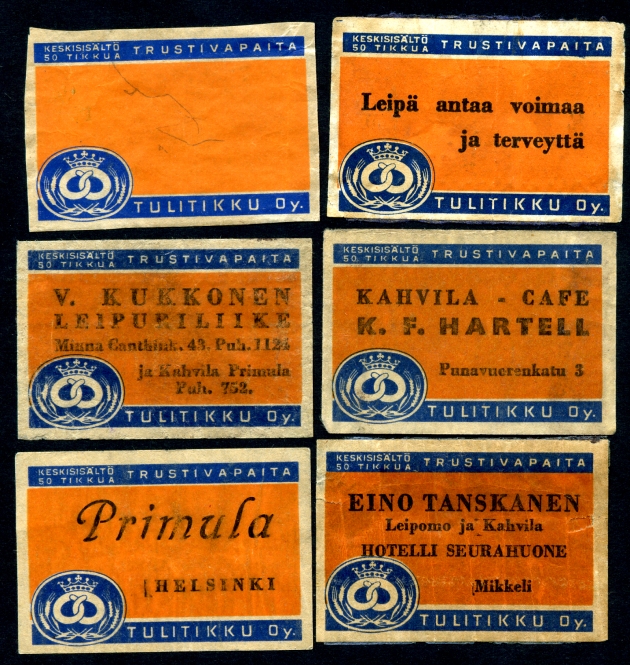 KESKISISÄLTÖ
50 TIKKUA
TRUSTIVAPAITA
TULITIKKU Oy.
KESKISISÄLTÖ
50 TIKKUA
TRUSTIVAPAITA
Leipä antaa voimaa
ja terveyttä
TULITIKKU Oy.
KESKISISÄLTÖ
50 TIKKUA
TRUSTIVAPAITA
V. KUKKONEN
LEIPURILIIKE
Minna Canthink. 43. Puh. 1124
ja Kahvila Primula
Puh. 752.
TULITIKKU Oy.
KESKISISÄLTÖ
50 TIKKUA
TRUSTIVAPAITA
KAHVILA - CAFE
K. F. HARTELL
Punavuorenkatu 3
TULITIKKU Oy.
KESKISISÄLTÖ
50 TIKKUA
TRUSTIVAPAITA
Primula
HELSINKI
TULITIKKU Oy.
KESKISISÄLTÖ
50 TIKKUA
TRUSTIVAPAITA
EINO TANSKANEN
Leipomo ja Kahvila
HOTELLI SEURAHUONE
Mikkeli
TULITIKKU Oy.